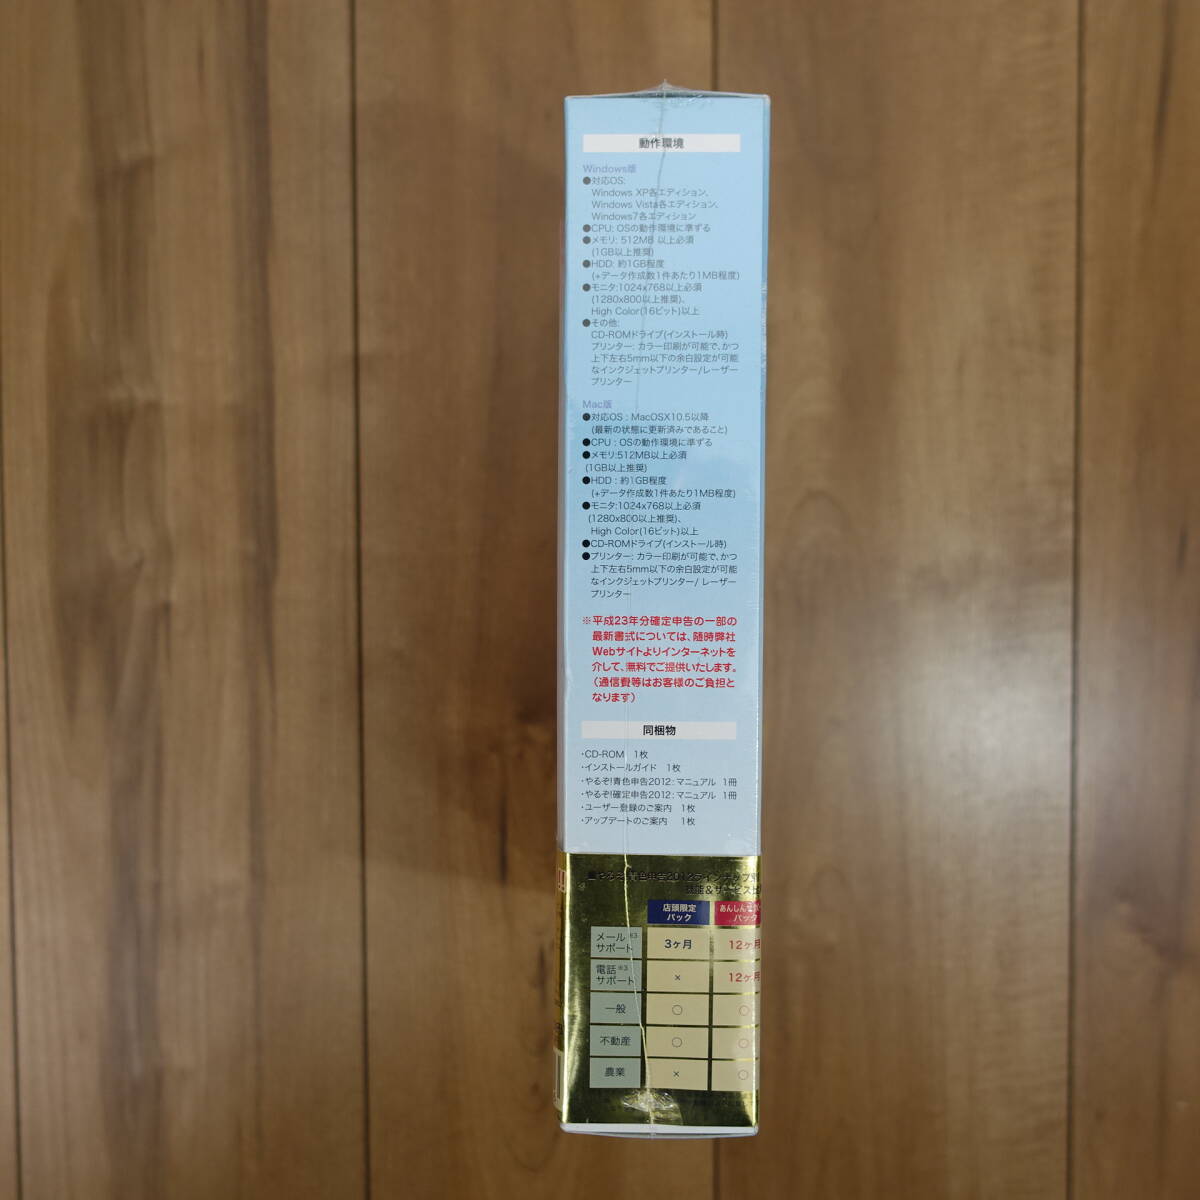 動作環境
Windows版
●対応OS:
Windows XP各エディション、
Windows Vista各エディション、
Windows7各エディション
●CPU: OSの動作環境に準ずる
●メモリ: 512MB 以上必須
(1GB以上推奨)
●HDD: 約1GB程度
(+データ作成数1件あたり1MB程度)
●モニタ:1024x768以上必須
(1280x800以上推奨)、
High Color(16ビット)以上
●その他:
CD-ROMドライブ(インストール時)
プリンター: カラー印刷が可能で、かつ
上下左右5mm以下の余白設定が可能
なインクジェットプリンター/レーザー
プリンター
Mac版
●対応OS : MacOSX10.5以降
(最新の状態に更新済みであること)
●CPU : OSの動作環境に準ずる
●メモリ:512MB以上必須
(1GB以上推奨)
●HDD : 約1GB程度
(+データ作成数1件あたり1MB程度)
●モニタ:1024x768以上必須
(1280x800以上推奨)、
High Color(16ビット)以上
●CD-ROMドライブ(インストール時)
●プリンター: カラー印刷が可能で、かつ
上下左右5mm以下の余白設定が可能
なインクジェットプリンター/ レーザー
プリンター
※平成23年分確定申告の一部の
最新書式については、随時弊社
Webサイトよりインターネットを
介して、無料でご提供いたします。
(通信費等はお客様のご負担と
なります)
同梱物
・CD-ROM 1枚
・インストールガイド 1枚
・やるぞ!青色申告2012:マニュアル 1冊
・やるぞ!確定申告2012:マニュアル 1冊
・ユーザー登録のご案内 1枚
・アップデートのご案内 1枚
■やるぞ!青色申告2012ラインナップ別
機能&サービス比
店頭限定 パック
パック
メール※3 サポート 3ヶ月 12ヶ月
電話※3 サポート × 12ヶ月
一般 ○ ○
不動産 ○ ○
農業 × ○